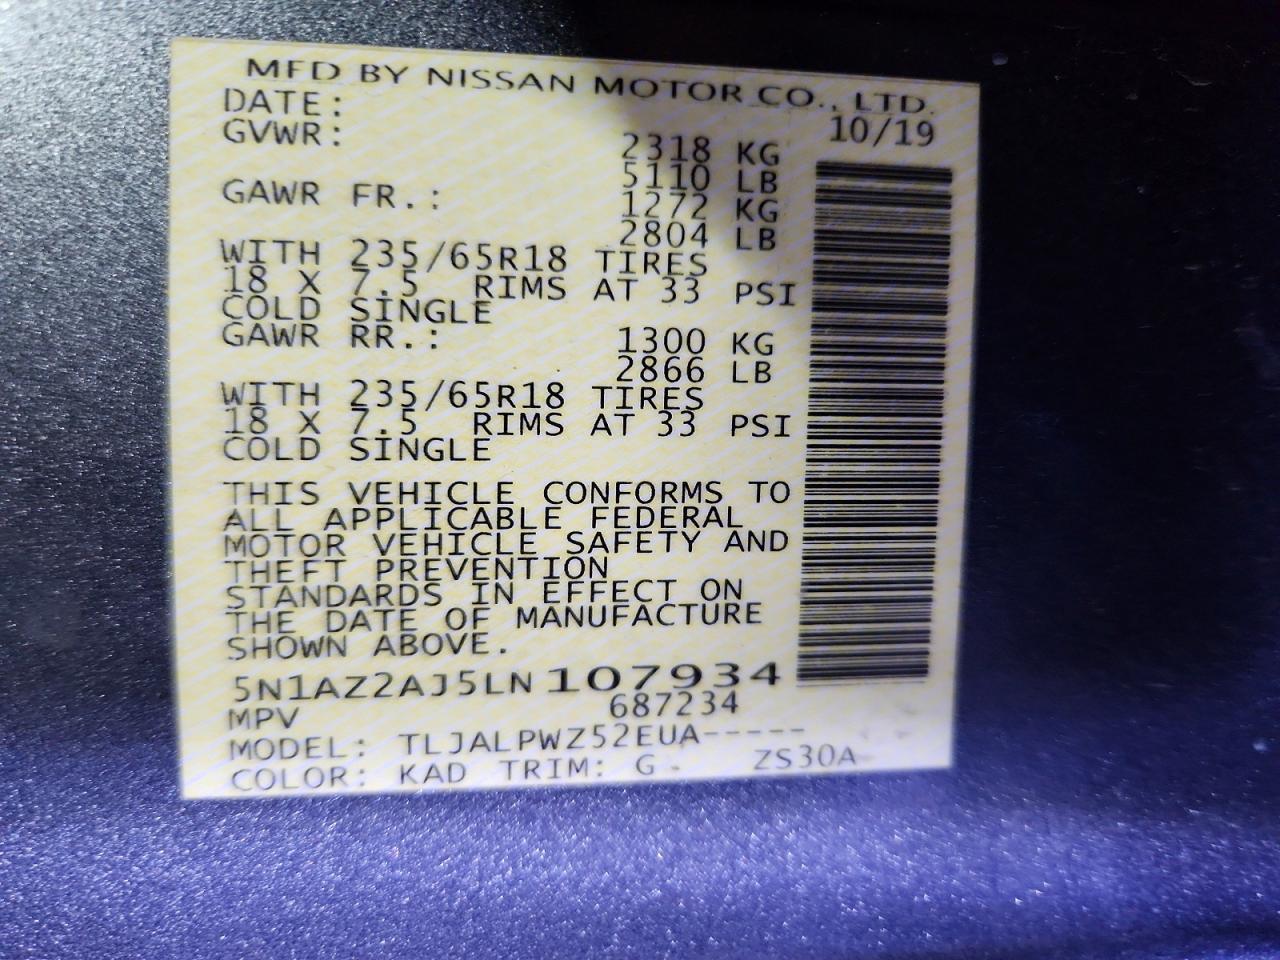 MFD BY NISSAN MOTOR CO., LTD.
DATE: 10/19
GVWR: 2318 KG
5110 LB
GAWR FR.: 1272 KG
2804 LB
WITH 235/65R18 TIRES
18 X 7.5 RIMS AT 33 PSI
COLD SINGLE
GAWR RR.: 1300 KG
2866 LB
WITH 235/65R18 TIRES
18 X 7.5 RIMS AT 33 PSI
COLD SINGLE
THIS VEHICLE CONFORMS TO
ALL APPLICABLE FEDERAL
MOTOR VEHICLE SAFETY AND
THEFT PREVENTION
STANDARDS IN EFFECT ON
THE DATE OF MANUFACTURE
SHOWN ABOVE.
5N1AZ2AJ5LN107934
MPV 687234
MODEL: TLJALPWZ52EUA-----
COLOR: KAD TRIM: G. ZS30A